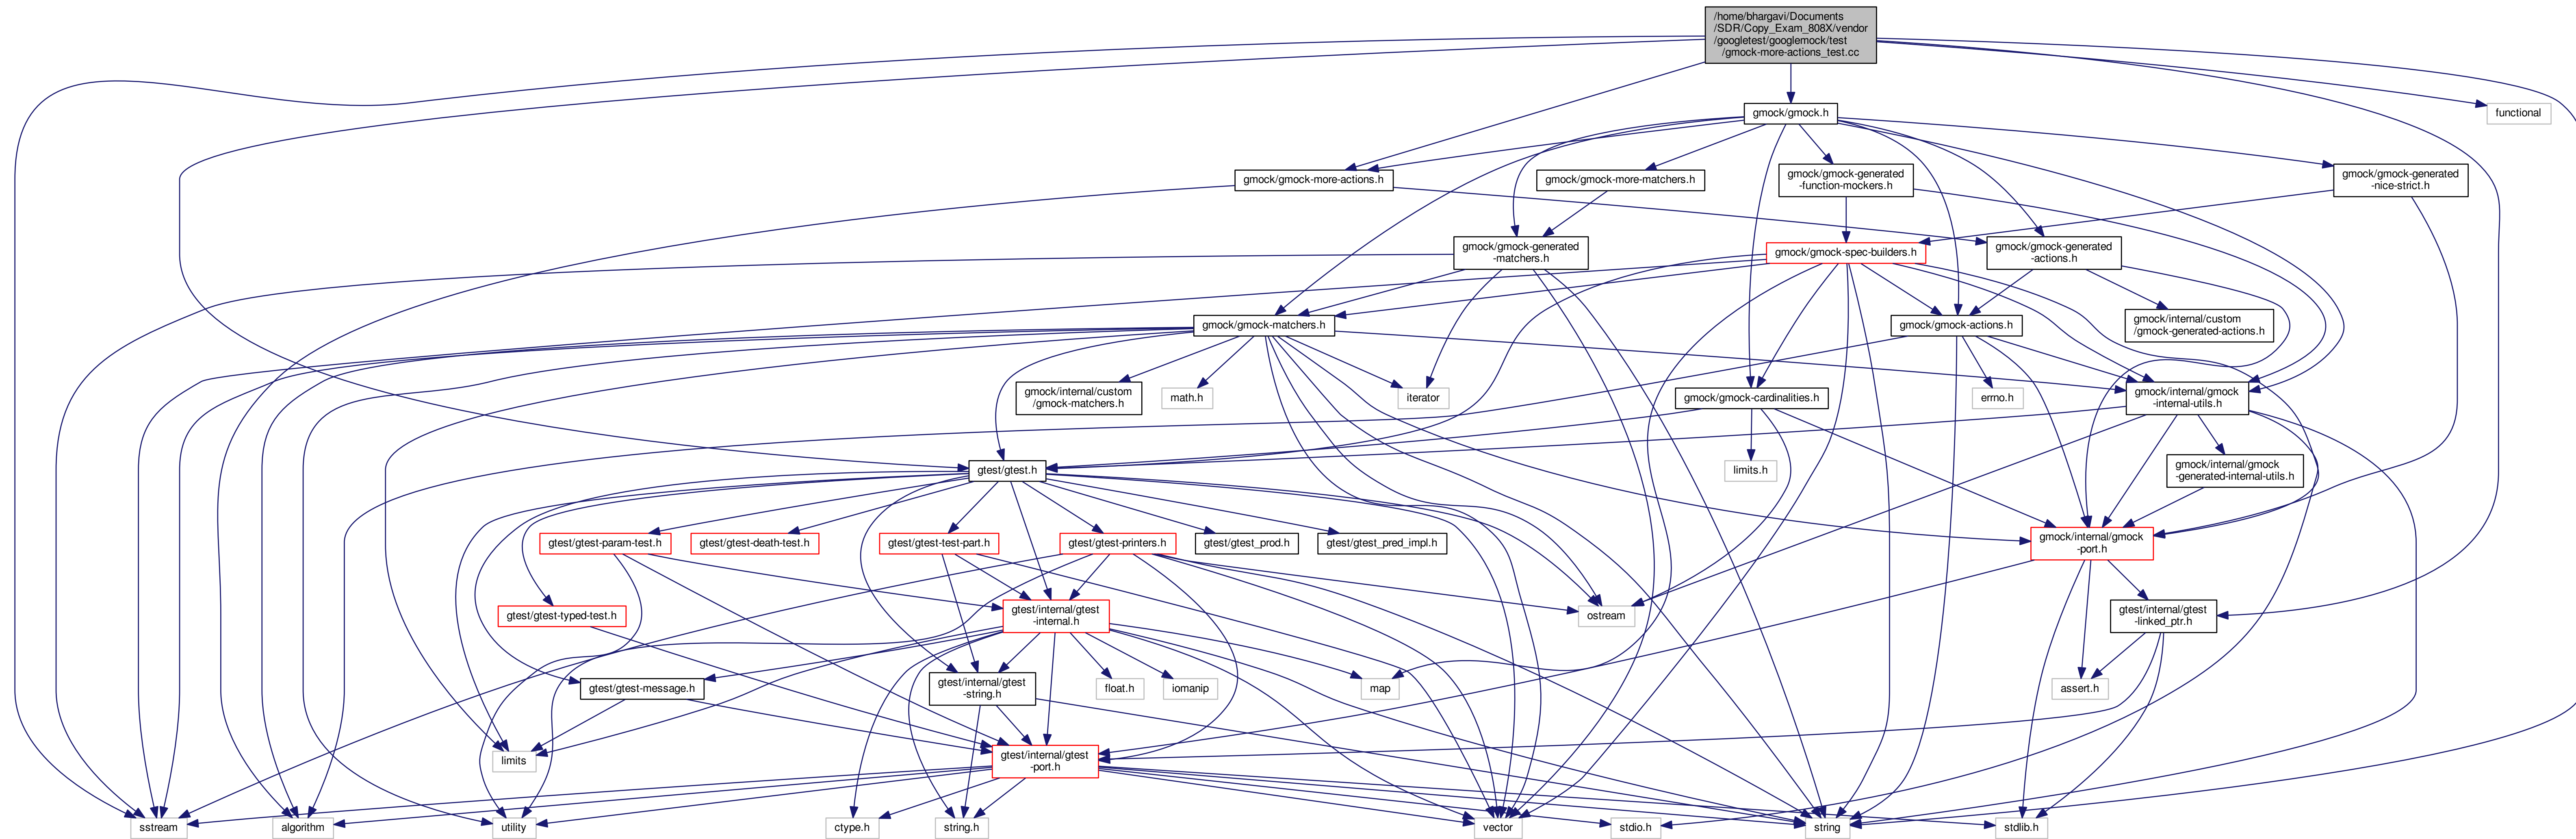 /home/bhargavi/Documents
/SDR/Copy_Exam_808X/vendor
/googletest/googlemock/test
/gmock-more-actions_test.cc
gmock/gmock.h
functional
gmock/gmock-more-actions.h
gmock/gmock-more-matchers.h
gmock/gmock-generated
-function-mockers.h
gmock/gmock-generated
-nice-strict.h
gmock/gmock-generated
-matchers.h
gmock/gmock-spec-builders.h
gmock/gmock-generated
-actions.h
gmock/gmock-matchers.h
gmock/gmock-actions.h
gmock/internal/custom
/gmock-generated-actions.h
gmock/internal/custom
/gmock-matchers.h
math.h
iterator
gmock/gmock-cardinalities.h
errno.h
gmock/internal/gmock
-internal-utils.h
gtest/gtest.h
limits.h
gmock/internal/gmock
-generated-internal-utils.h
gtest/gtest-param-test.h
gtest/gtest-death-test.h
gtest/gtest-test-part.h
gtest/gtest-printers.h
gtest/gtest_prod.h
gtest/gtest_pred_impl.h
gmock/internal/gmock
-port.h
gtest/gtest-typed-test.h
gtest/internal/gtest
-internal.h
ostream
gtest/internal/gtest
-linked_ptr.h
gtest/gtest-message.h
gtest/internal/gtest
-string.h
float.h
iomanip
map
assert.h
limits
gtest/internal/gtest
-port.h
sstream
algorithm
utility
ctype.h
string.h
vector
stdio.h
string
stdlib.h